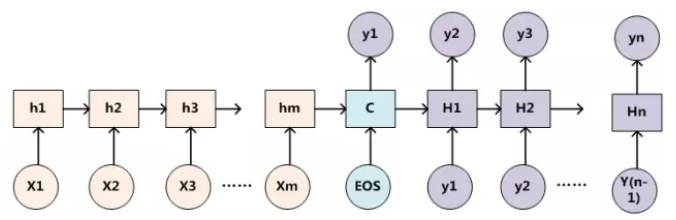 y1 y2 y3 yn
h1 h2 h3 hm C H1 H2 Hn
X1 X2 X3 ...... Xm EOS y1 y2 ...... Y(n-
1)